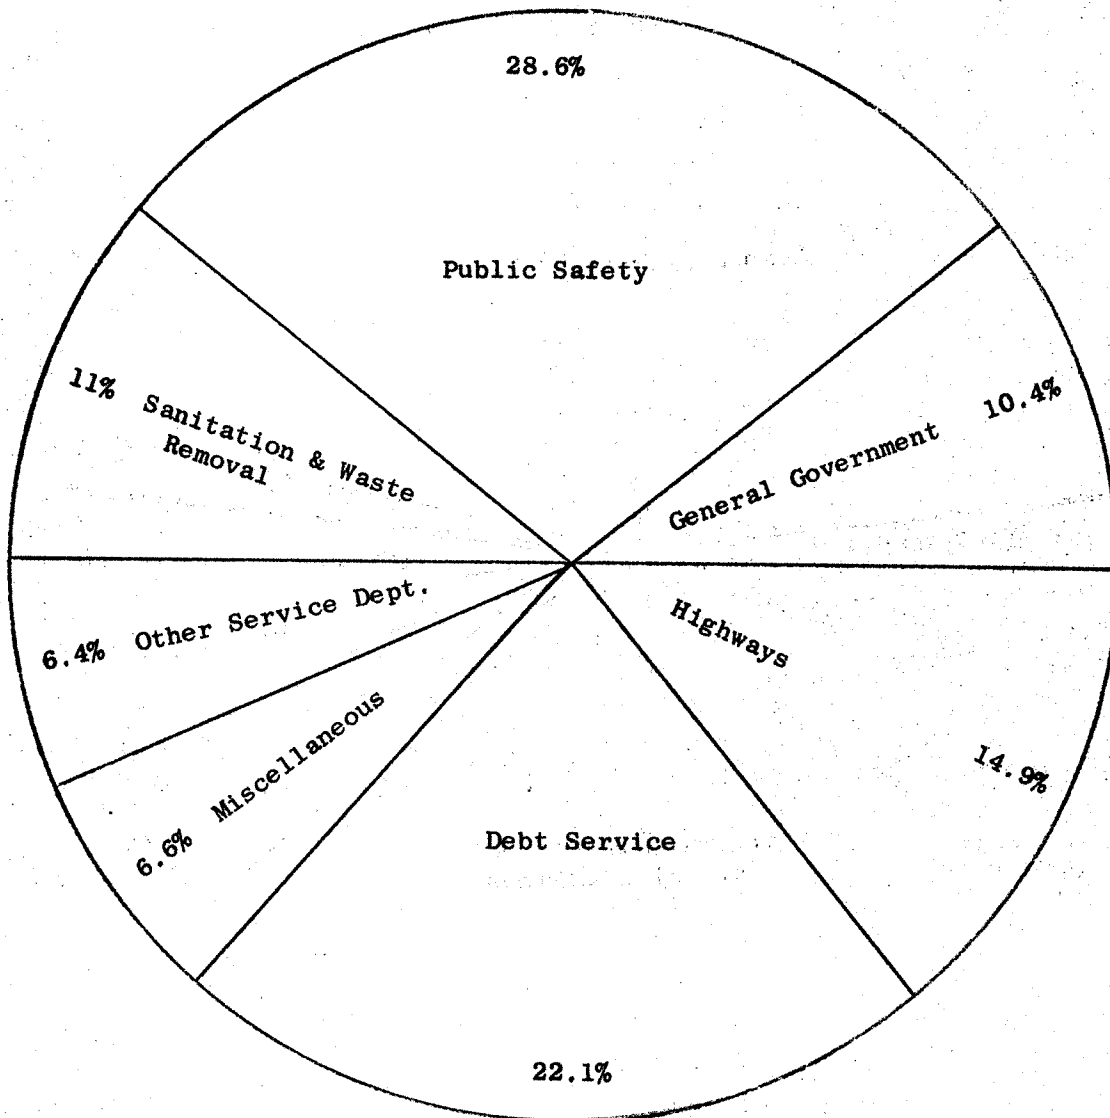 28.6%
Public Safety
11% Sanitation & Waste
Removal
General Government 10.4%
6.4% Other Service Dept.
Highways
14.9%
6.6% Miscellaneous
Debt Service
22.1%